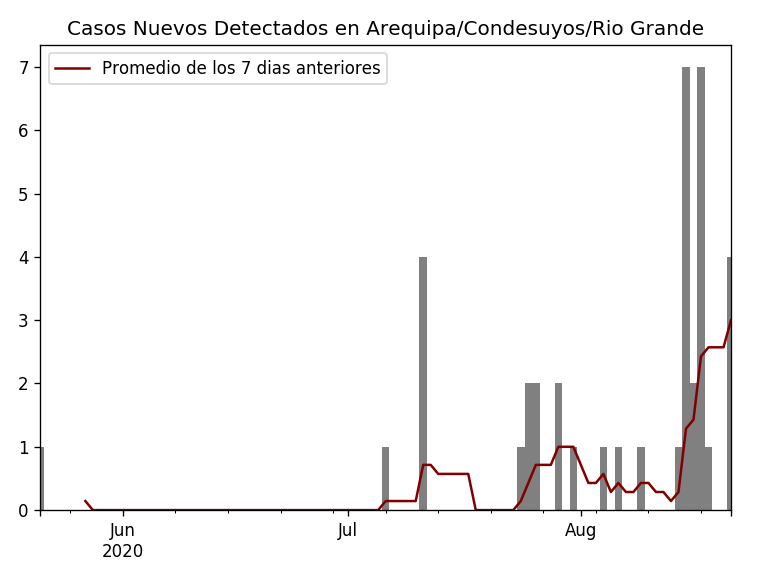 Casos Nuevos Detectados en Arequipa/Condesuyos/Rio Grande
Promedio de los 7 dias anteriores
7
6
5
4
3
2
1
0
Jun
2020
Jul
Aug